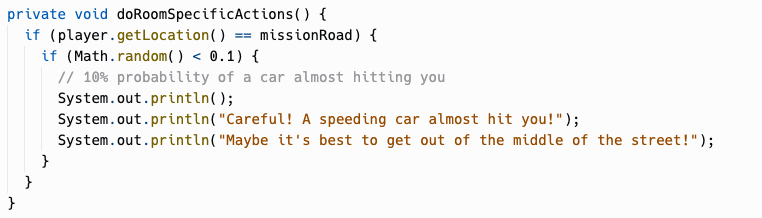 private void doRoomSpecificActions() {
  if (player.getLocation() == missionRoad) {
    if (Math.random() < 0.1) {
      // 10% probability of a car almost hitting you
      System.out.println();
      System.out.println("Careful! A speeding car almost hit you!");
      System.out.println("Maybe it's best to get out of the middle of the street!");
    }
  }
}